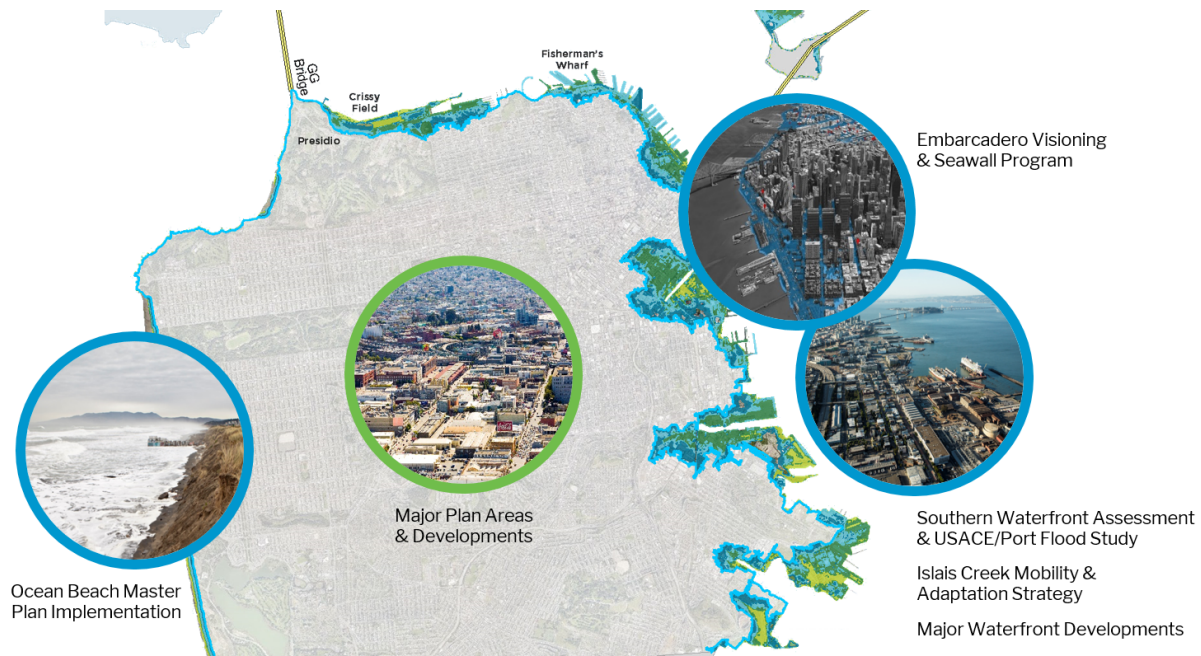 GG
Bridge
Crissy
Field
Presidio
Fisherman's
Wharf
Embarcadero Visioning
& Seawall Program
Major Plan Areas
& Developments
Ocean Beach Master
Plan Implementation
Southern Waterfront Assessment
& USACE/Port Flood Study
Islais Creek Mobility &
Adaptation Strategy
Major Waterfront Developments